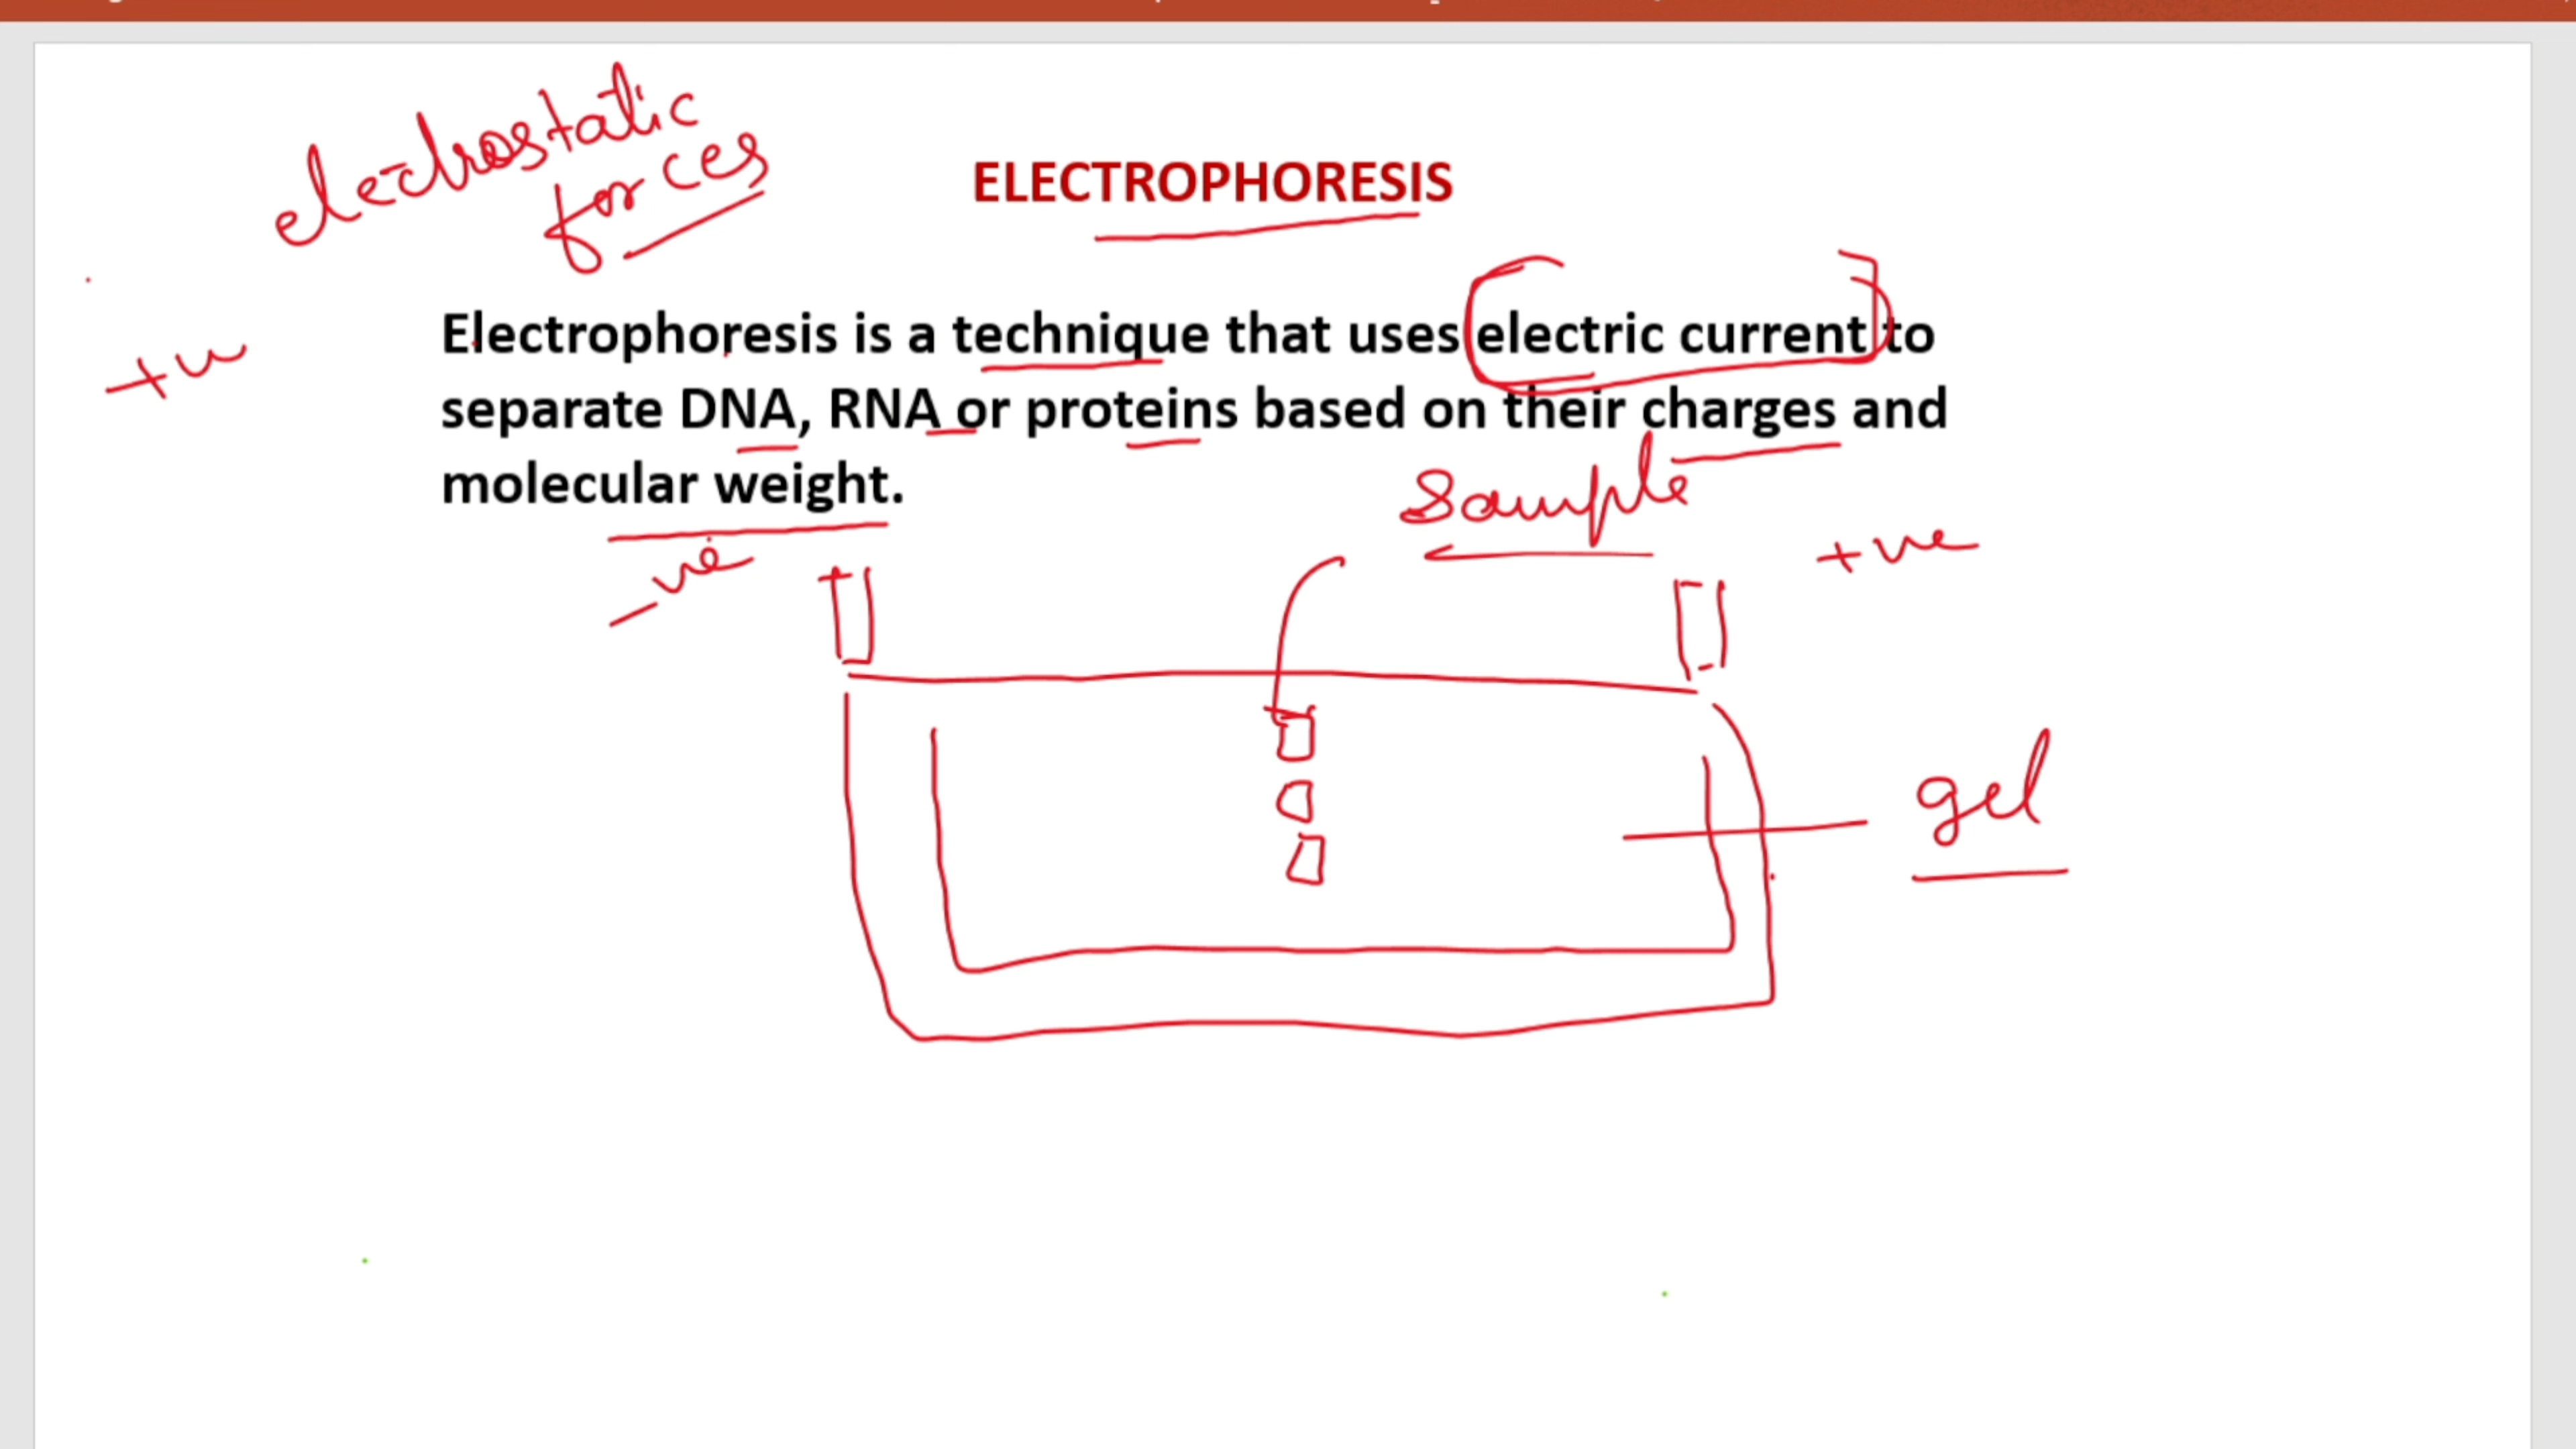 electrostatic
forces
ELECTROPHORESIS
+ve
Electrophoresis is a technique that uses electric current to
separate DNA, RNA or proteins based on their charges and
molecular weight.
sample
-ve
+ve
gel